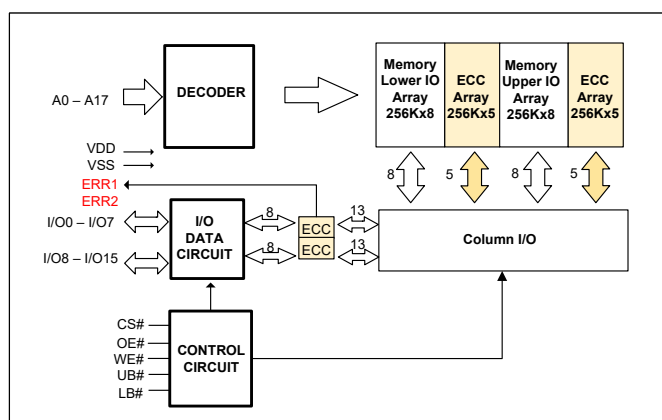 A0 – A17
DECODER
Memory
Lower IO
Array
256Kx8
ECC
Array
256Kx5
Memory
Upper IO
Array
256Kx8
ECC
Array
256Kx5
VDD
VSS
ERR1
ERR2
I/O0 – I/O7
I/O8 – I/O15
I/O
DATA
CIRCUIT
8
8
ECC
ECC
13
13
8
5
8
5
Column I/O
CS#
OE#
WE#
UB#
LB#
CONTROL
CIRCUIT